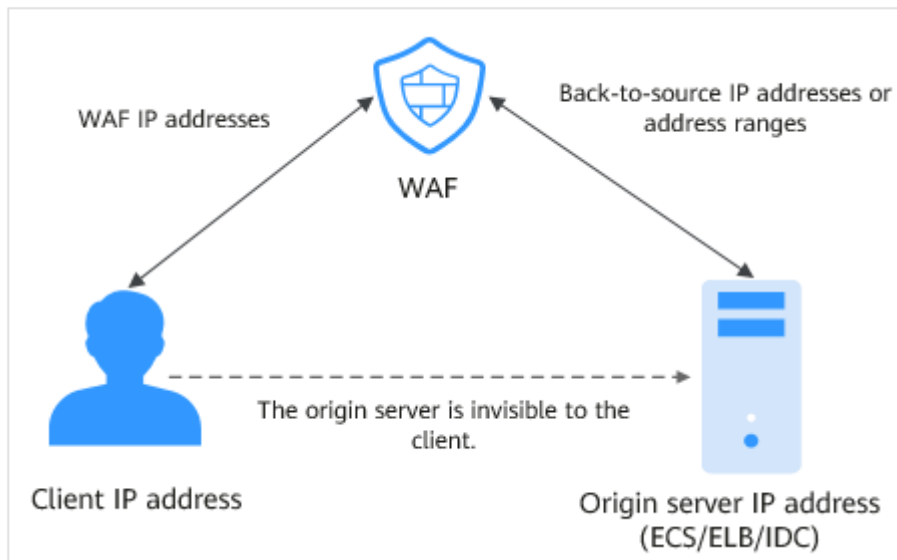 WAF IP addresses
Back-to-source IP addresses or
address ranges
WAF
The origin server is invisible to the
client.
Client IP address
Origin server IP address
(ECS/ELB/IDC)